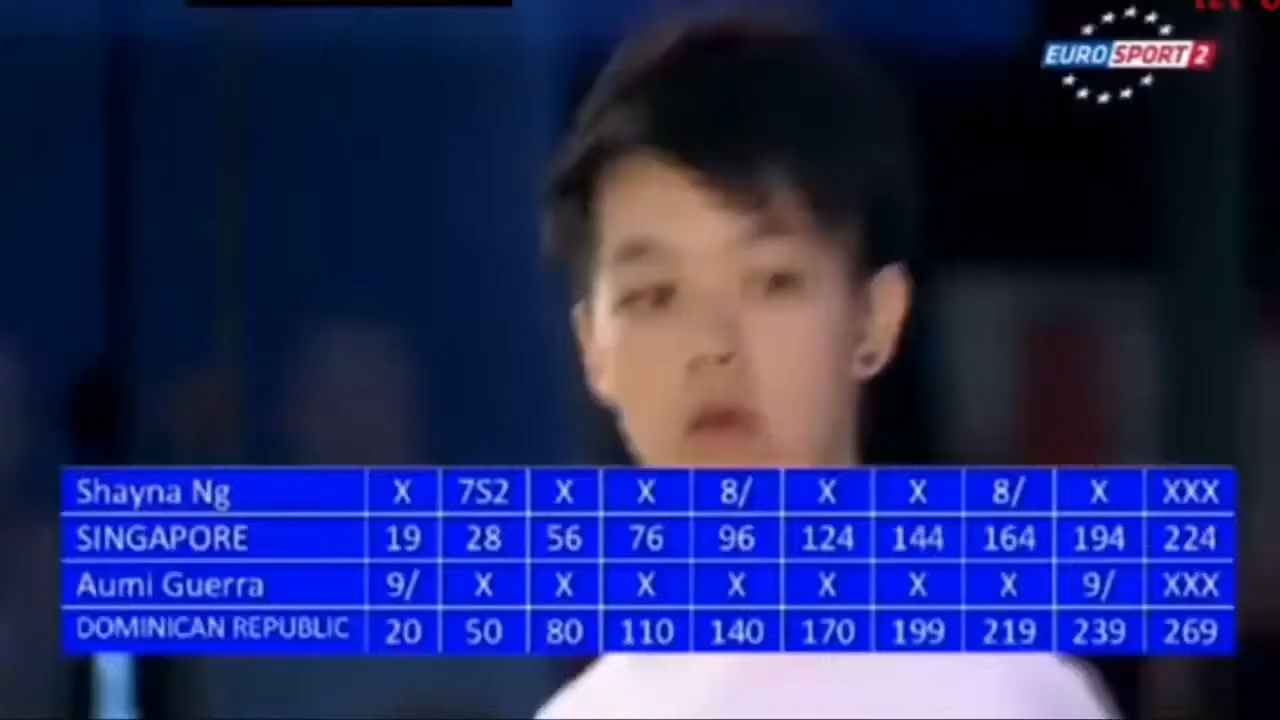 EUROSPORT 2
Shayna Ng X 7S2 X X 8/ X X 8/ X XXX
SINGAPORE 19 28 56 76 96 124 144 164 194 224
Aumi Guerra 9/ X X X X X X X 9/ XXX
DOMINICAN REPUBLIC 20 50 80 110 140 170 199 219 239 269